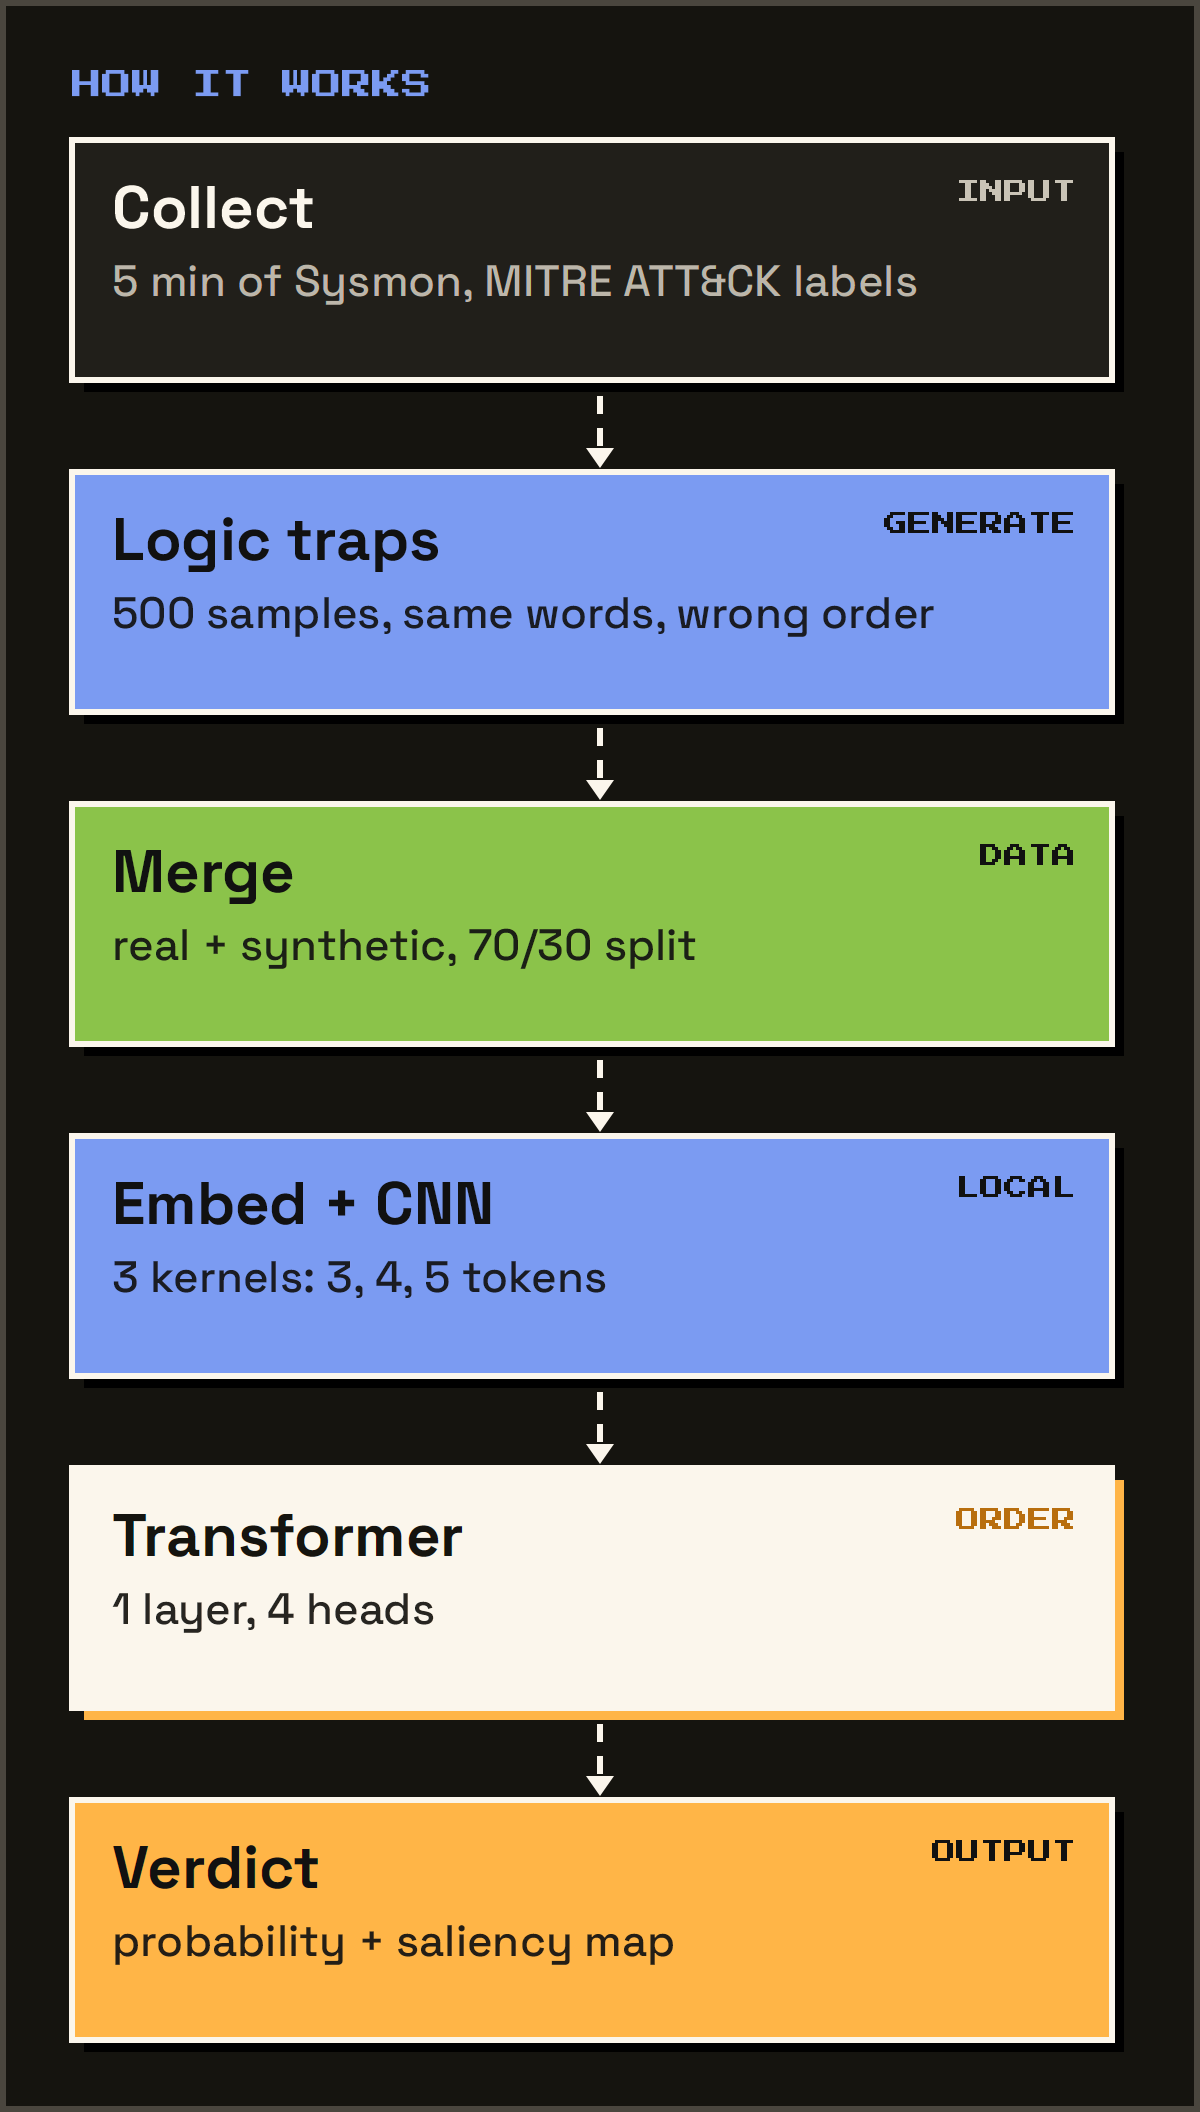 HOW IT WORKS
Collect
INPUT
5 min of Sysmon, MITRE ATT&CK labels
Logic traps
GENERATE
500 samples, same words, wrong order
Merge
DATA
real + synthetic, 70/30 split
Embed + CNN
LOCAL
3 kernels: 3, 4, 5 tokens
Transformer
ORDER
1 layer, 4 heads
Verdict
OUTPUT
probability + saliency map